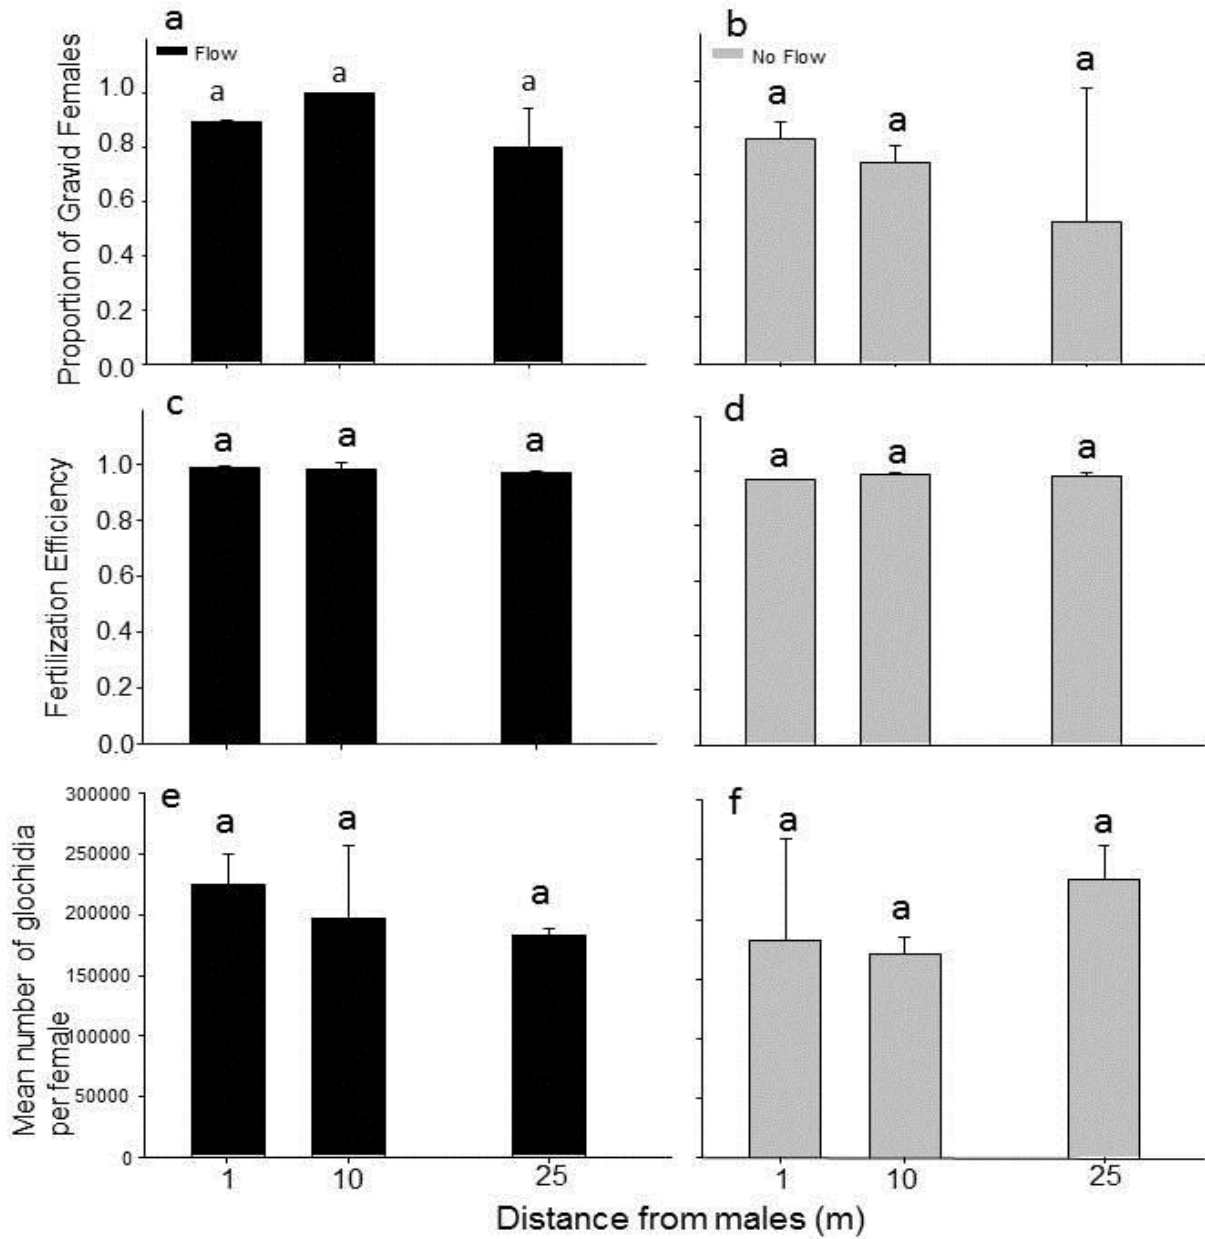 a
Flow
Proportion of Gravid Females
1.0
0.8
0.6
0.4
0.2
0.0
a
a
a
b
No Flow
a
a
a
c
Fertilization Efficiency
1.0
0.8
0.6
0.4
0.2
0.0
a
a
a
d
a
a
a
e
Mean number of glochidia
per female
300000
250000
200000
150000
100000
50000
0
a
a
a
f
a
a
a
1
10
25
1
10
25
Distance from males (m)